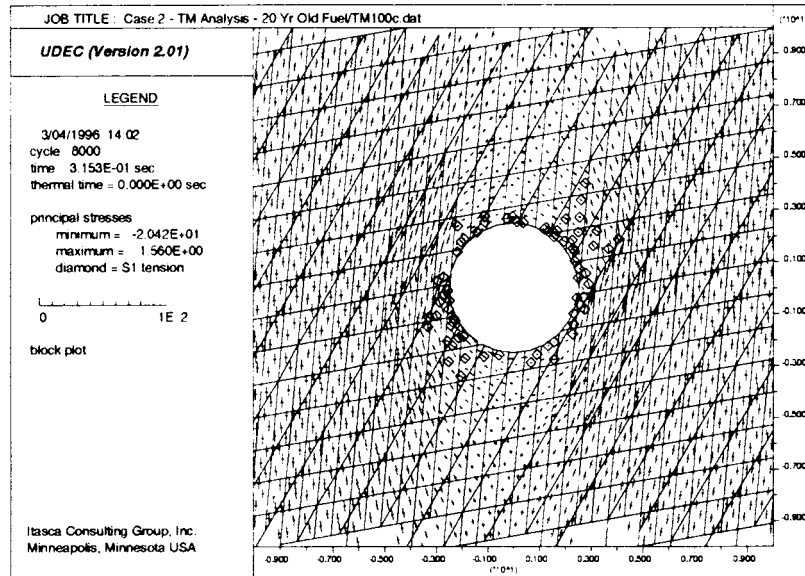 JOB TITLE : Case 2 - TM Analysis - 20 Yr Old Fuel/TM100c.dat
UDEC (Version 2.01)
LEGEND
3/04/1996 14:02
cycle 8000
time 3.153E-01 sec
thermal time = 0.000E+00 sec
principal stresses
minimum = -2.042E+01
maximum = 1.560E+00
diamond = S1 tension
0 1E 2
block plot
Itasca Consulting Group, Inc.
Minneapolis, Minnesota USA
(*10^1)
0.900
0.700
0.500
0.300
0.100
-0.100
-0.300
-0.500
-0.700
-0.900
-0.900 -0.700 -0.500 -0.300 -0.100 0.100 0.300 0.500 0.700 0.900
(*10^1)